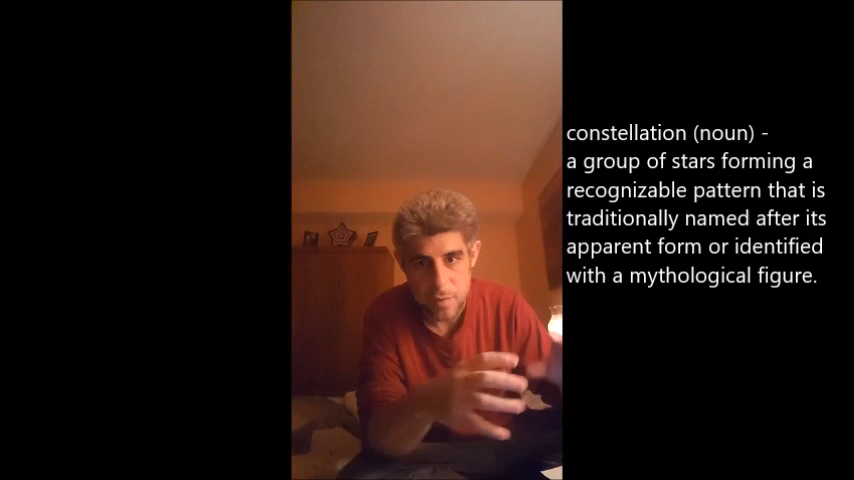 constellation (noun) -
a group of stars forming a
recognizable pattern that is
traditionally named after its
apparent form or identified
with a mythological figure.